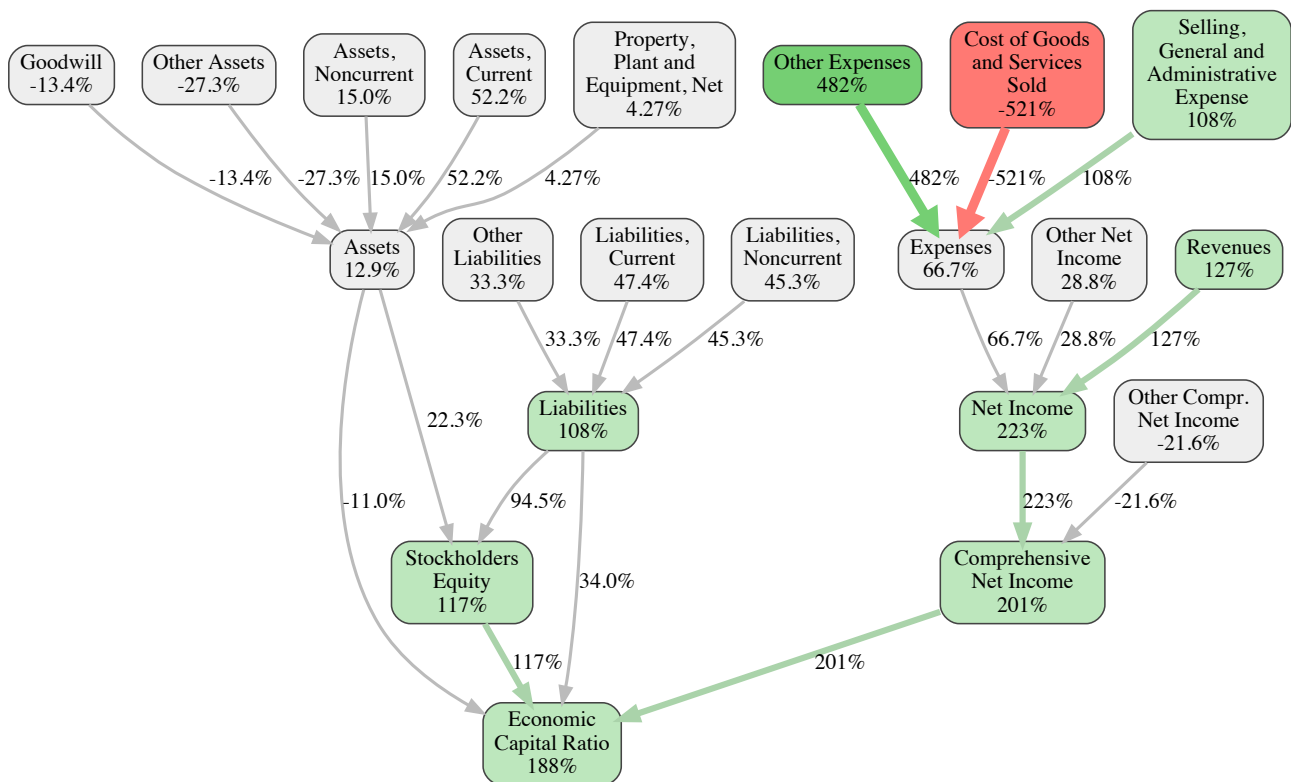 Goodwill
-13.4%
Other Assets
-27.3%
Assets,
Noncurrent
15.0%
Assets,
Current
52.2%
Property,
Plant and
Equipment, Net
4.27%
Other Expenses
482%
Cost of Goods
and Services
Sold
-521%
Selling,
General and
Administrative
Expense
108%
-13.4%
-27.3%
15.0%
52.2%
4.27%
482%
-521%
108%
Assets
12.9%
Other
Liabilities
33.3%
Liabilities,
Current
47.4%
Liabilities,
Noncurrent
45.3%
Expenses
66.7%
Other Net
Income
28.8%
Revenues
127%
33.3%
47.4%
45.3%
66.7%
28.8%
127%
22.3%
Liabilities
108%
Net Income
223%
Other Compr.
Net Income
-21.6%
-11.0%
94.5%
223%
-21.6%
Stockholders
Equity
117%
34.0%
Comprehensive
Net Income
201%
117%
201%
Economic
Capital Ratio
188%